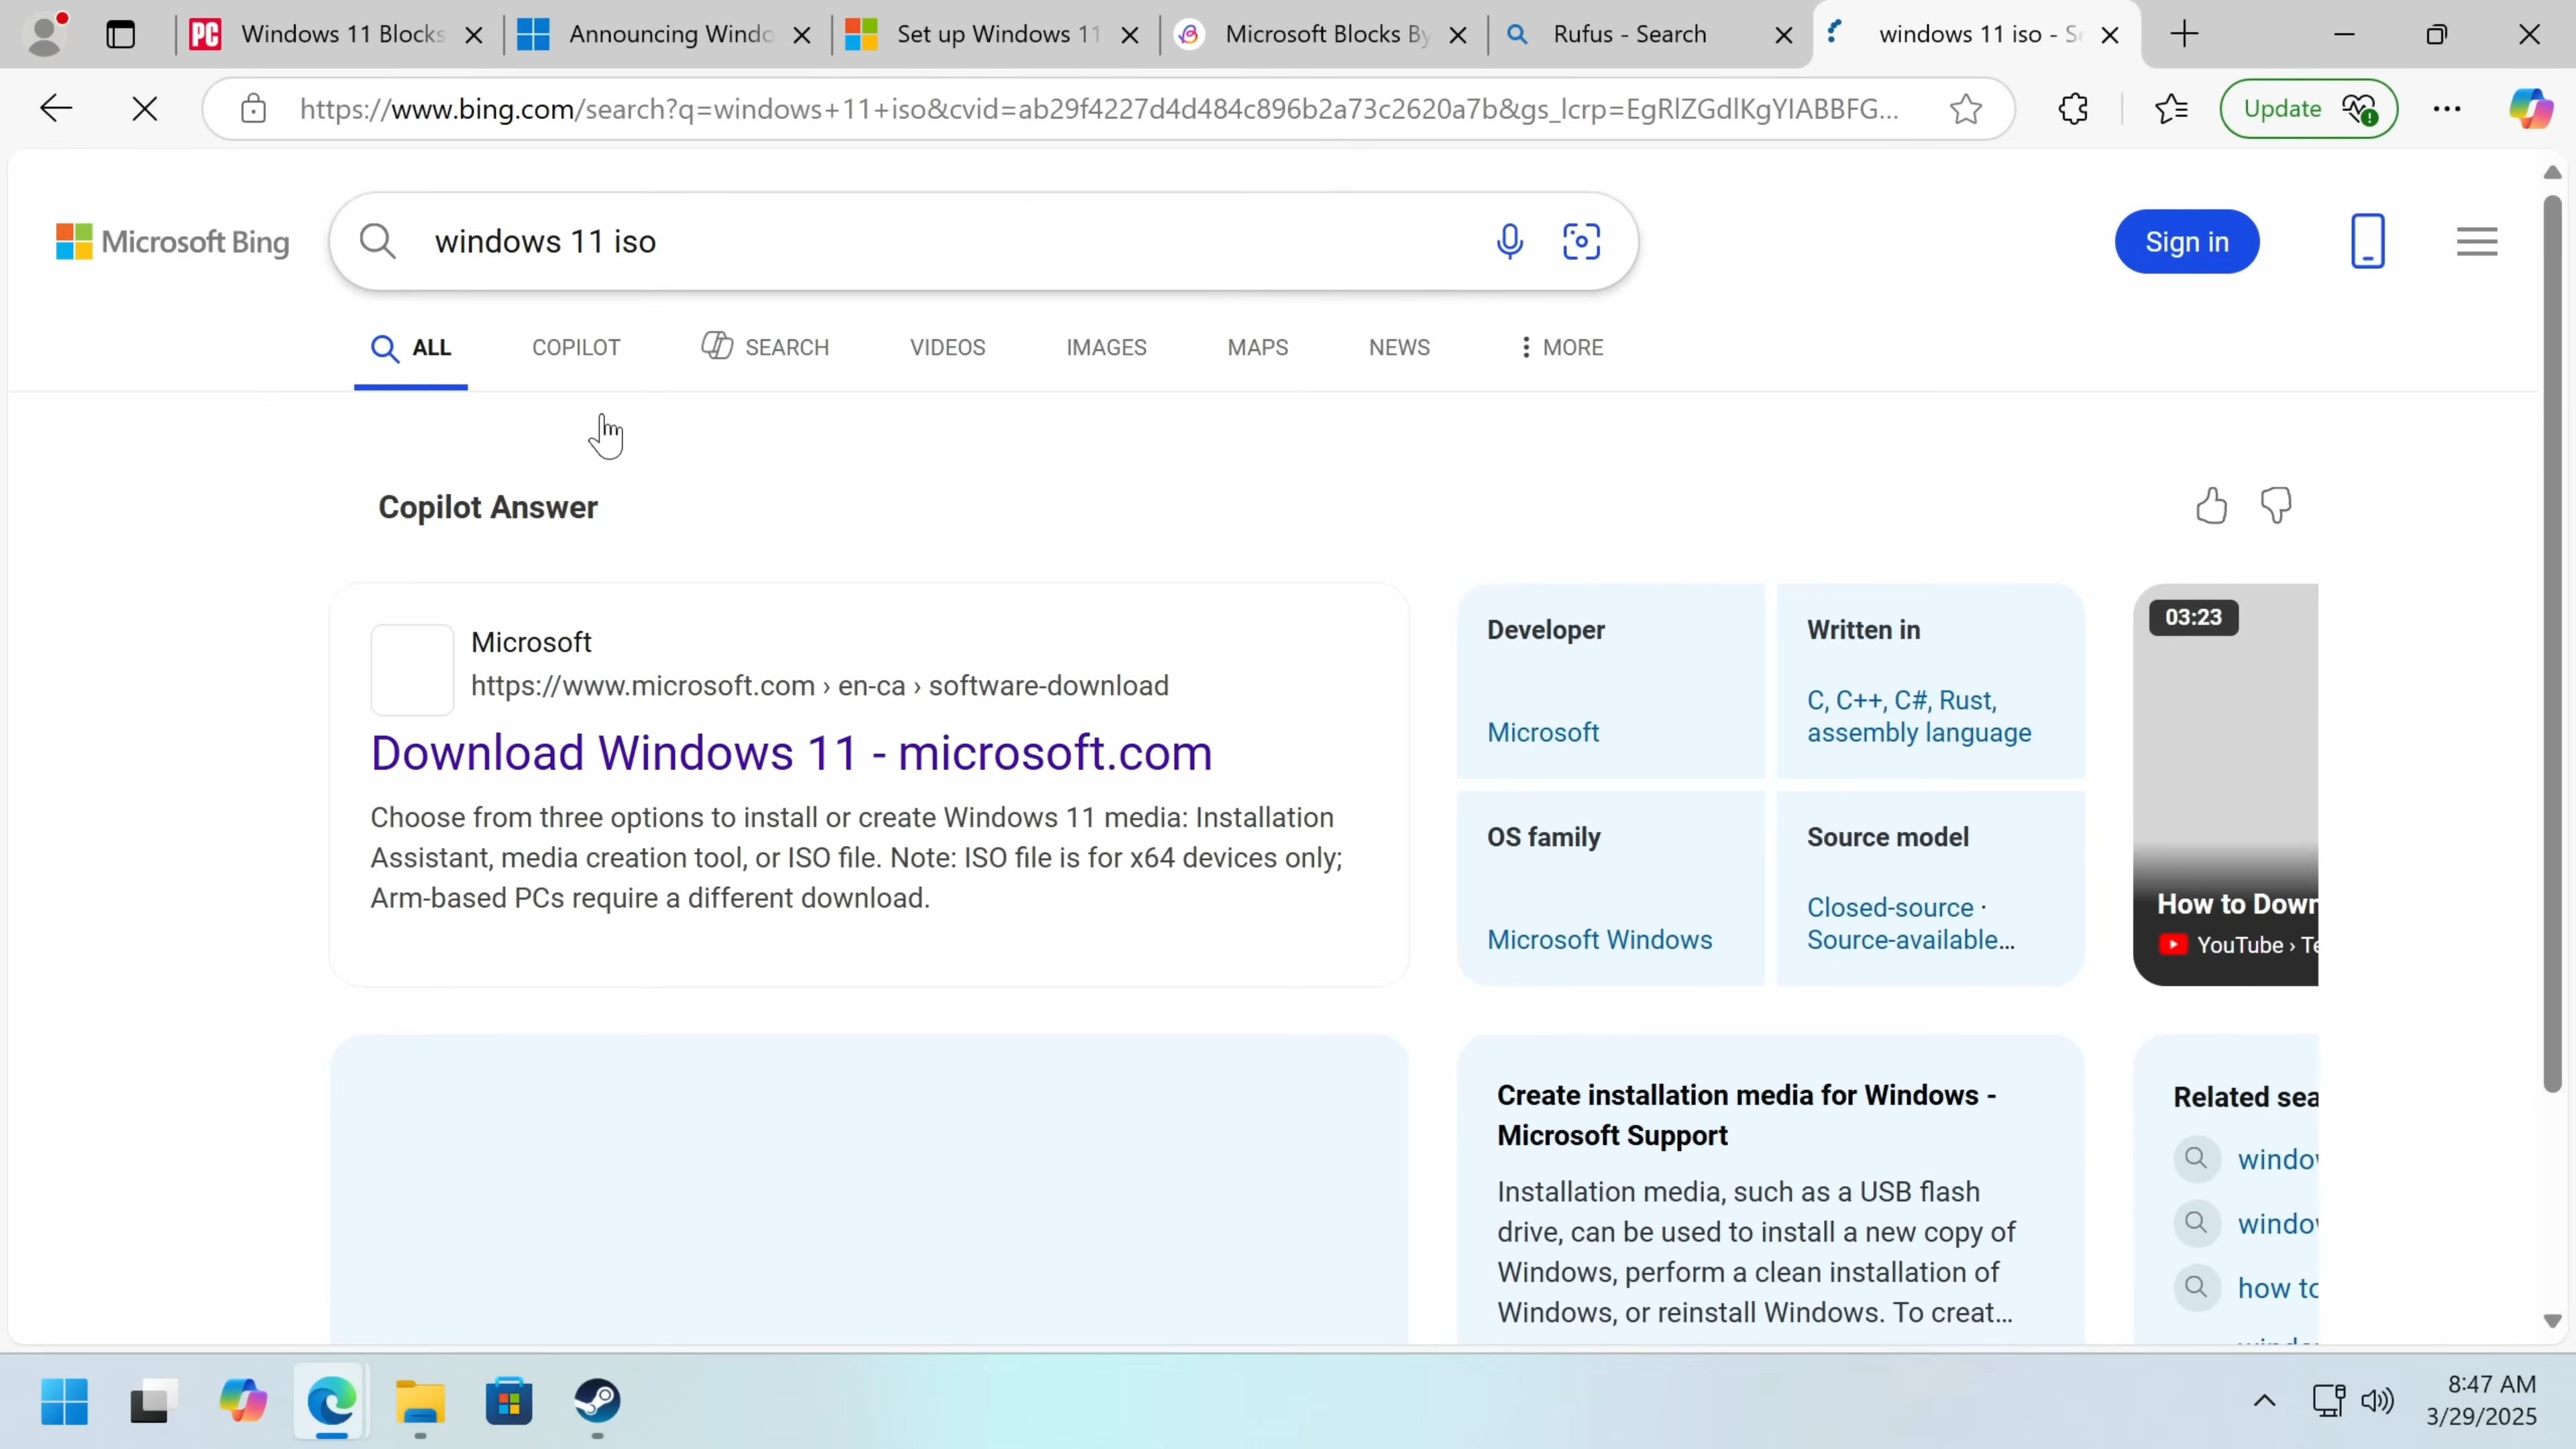 Windows 11 Blocks
Announcing Windo
Set up Windows 11
Microsoft Blocks By
Rufus - Search
windows 11 iso - Se
https://www.bing.com/search?q=windows+11+iso&cvid=ab29f4227d4d484c896b2a73c2620a7b&gs_lcrp=EgRlZGdlKgYIABBFG...
Update
Microsoft Bing
windows 11 iso
Sign in
ALL
COPILOT
SEARCH
VIDEOS
IMAGES
MAPS
NEWS
MORE
Copilot Answer
Microsoft
https://www.microsoft.com › en-ca › software-download
Download Windows 11 - microsoft.com
Choose from three options to install or create Windows 11 media: Installation
Assistant, media creation tool, or ISO file. Note: ISO file is for x64 devices only;
Arm-based PCs require a different download.
Developer
Microsoft
Written in
C, C++, C#, Rust,
assembly language
OS family
Microsoft Windows
Source model
Closed-source ·
Source-available...
03:23
How to Down
YouTube › Te
Create installation media for Windows -
Microsoft Support
Installation media, such as a USB flash
drive, can be used to install a new copy of
Windows, perform a clean installation of
Windows, or reinstall Windows. To creat...
Related sea
windov
windov
how to
8:47 AM
3/29/2025